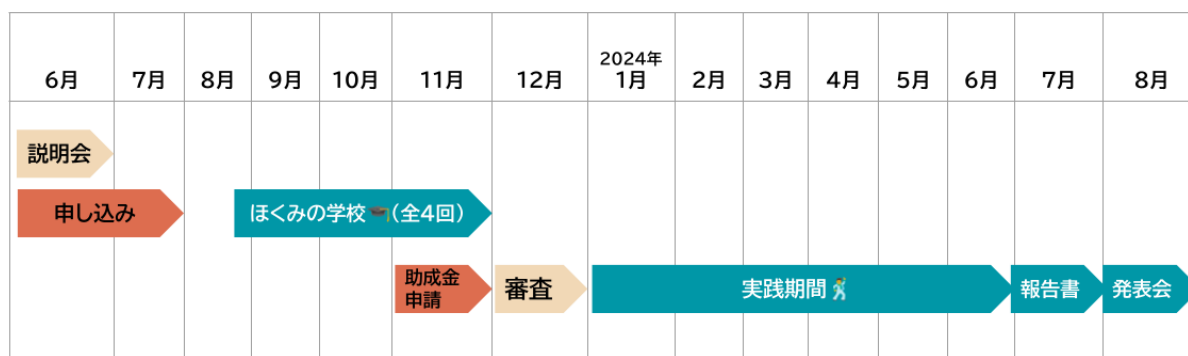 2024年
6月 7月 8月 9月 10月 11月 12月 1月 2月 3月 4月 5月 6月 7月 8月
説明会
申し込み ほくみの学校(全4回)
助成金
申請
審査 実践期間 報告書 発表会